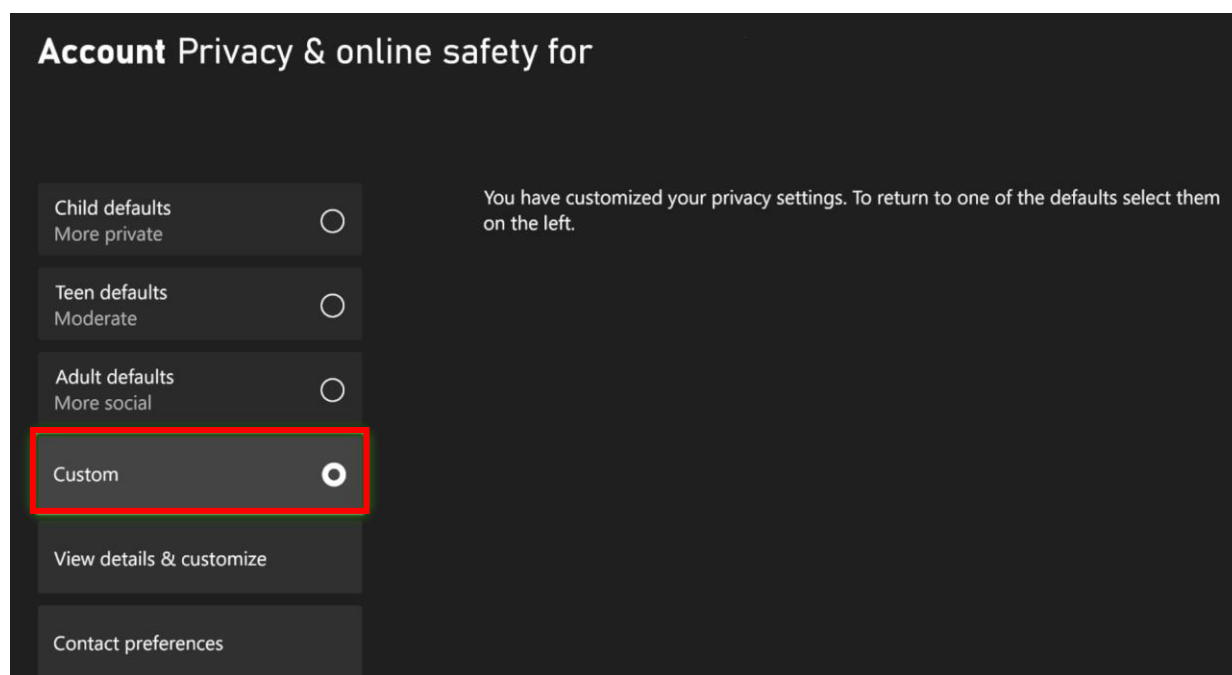 Account Privacy & online safety for
Child defaults
More private
Teen defaults
Moderate
Adult defaults
More social
Custom
View details & customize
Contact preferences
You have customized your privacy settings. To return to one of the defaults select them
on the left.